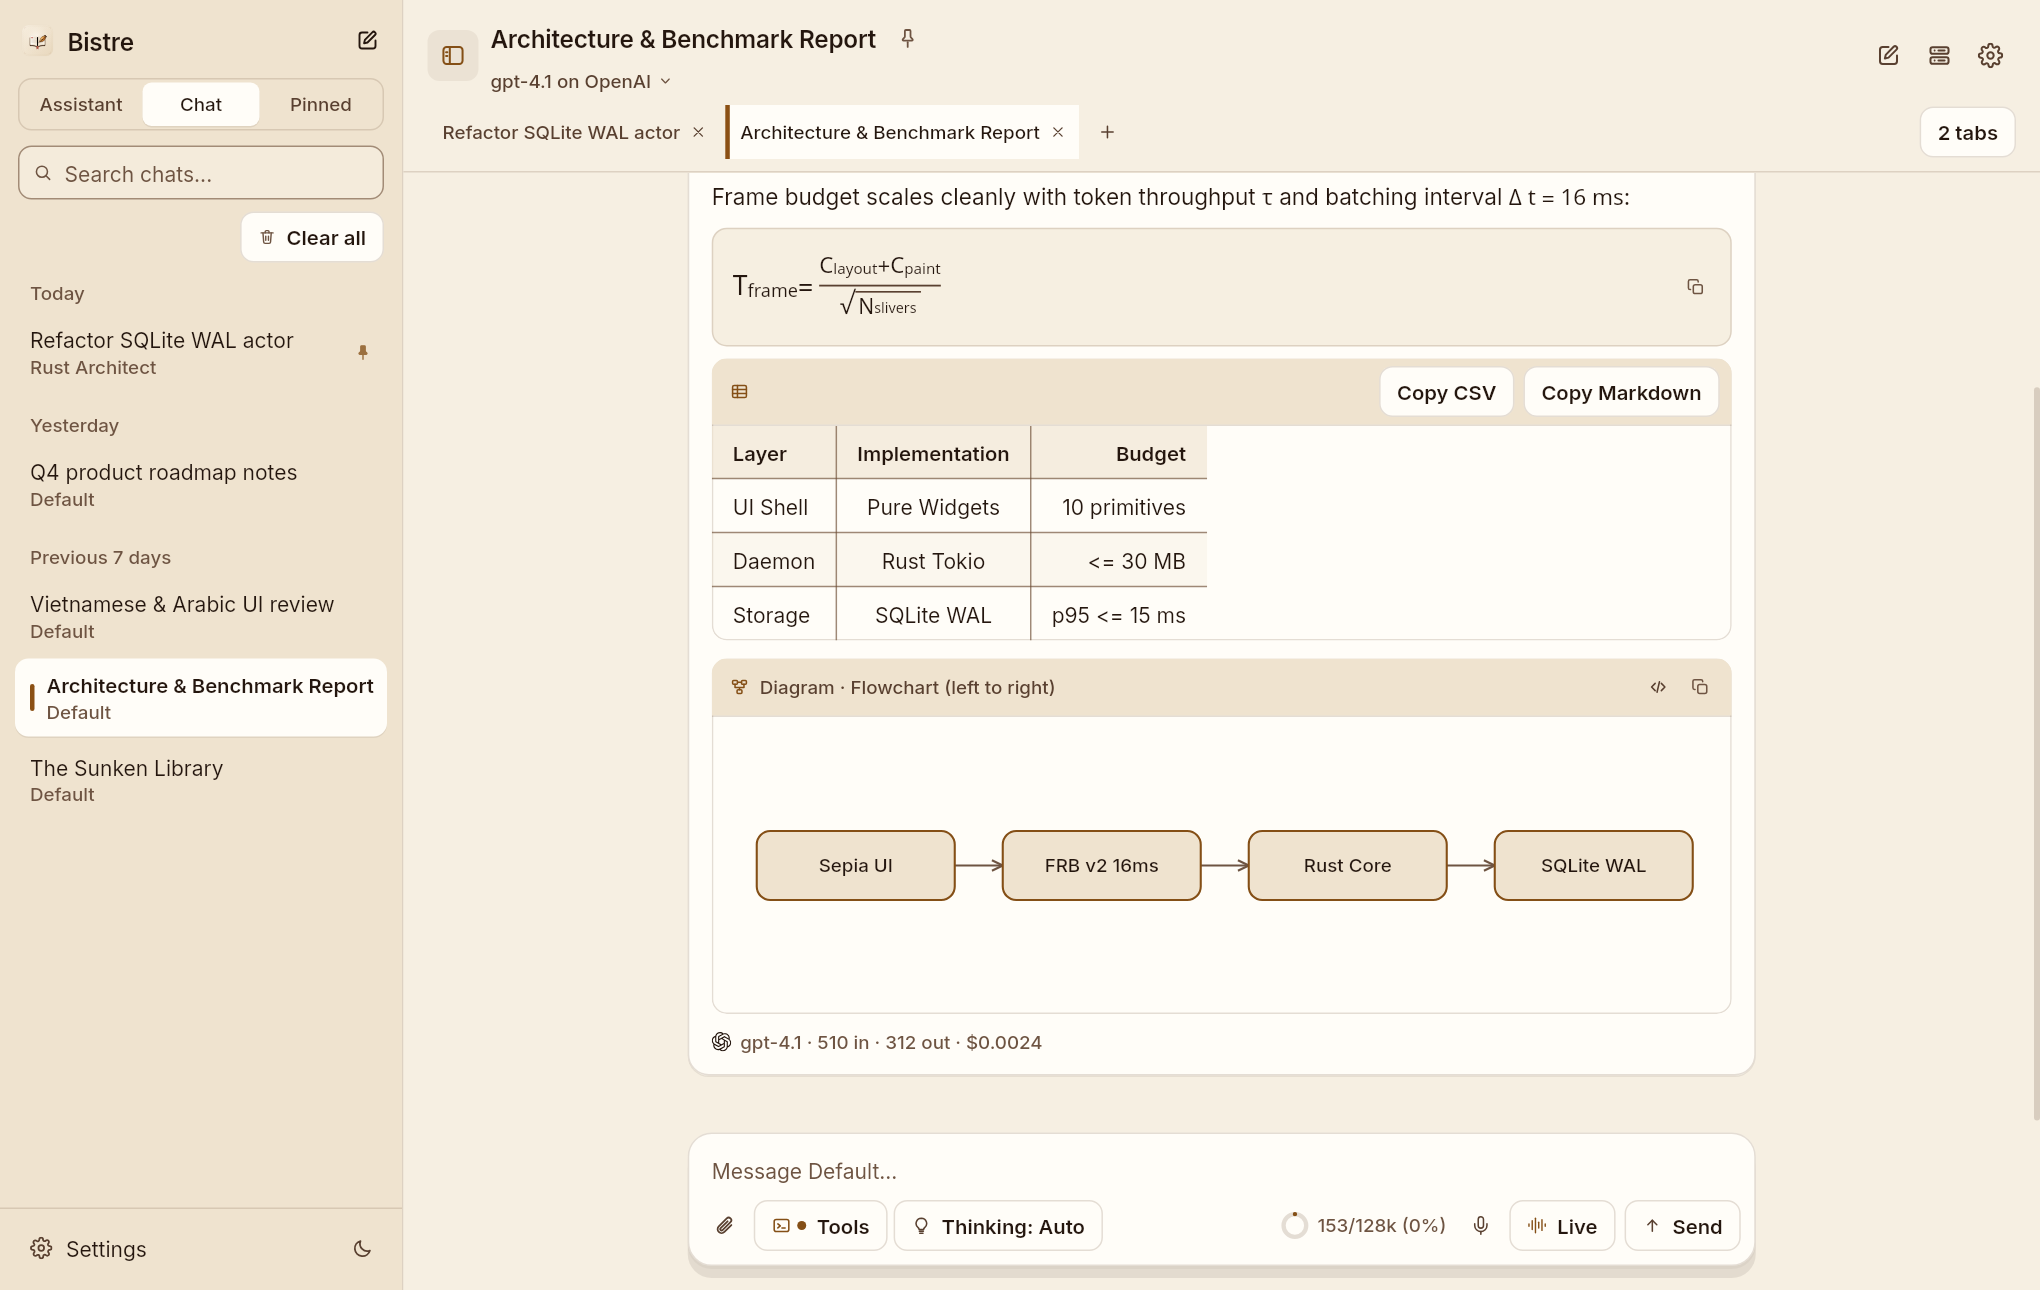 Bistre
Assistant Chat Pinned
Search chats...
Clear all
Today
Refactor SQLite WAL actor
Rust Architect
Yesterday
Q4 product roadmap notes
Default
Previous 7 days
Vietnamese & Arabic UI review
Default
Architecture & Benchmark Report
Default
The Sunken Library
Default
Settings
Architecture & Benchmark Report
gpt-4.1 on OpenAI
Refactor SQLite WAL actor Architecture & Benchmark Report 2 tabs
Frame budget scales cleanly with token throughput τ and batching interval Δ t = 16 ms:
T_frame = (C_layout + C_paint) / √N_slivers
Copy CSV Copy Markdown
Layer Implementation Budget
UI Shell Pure Widgets 10 primitives
Daemon Rust Tokio <= 30 MB
Storage SQLite WAL p95 <= 15 ms
Diagram · Flowchart (left to right)
Sepia UI FRB v2 16ms Rust Core SQLite WAL
gpt-4.1 · 510 in · 312 out · $0.0024
Message Default...
Tools Thinking: Auto 153/128k (0%) Live Send